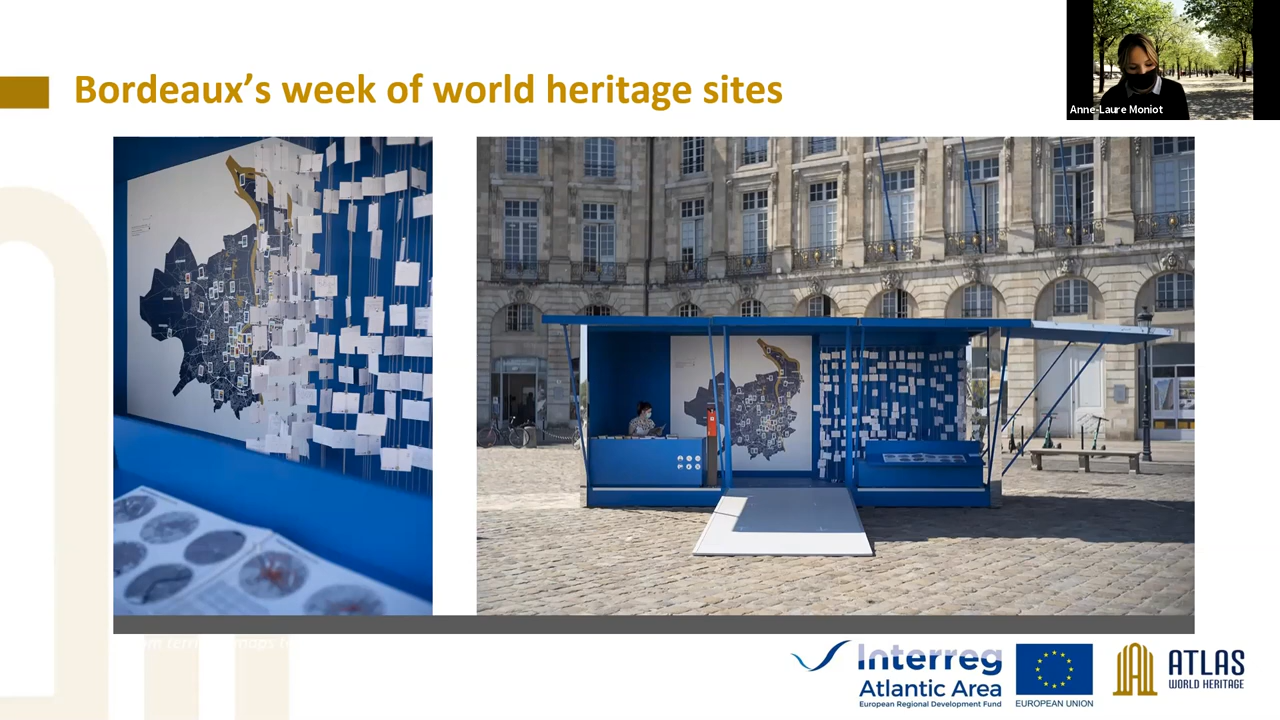 Bordeaux's week of world heritage sites
Anne-Laure Moniot
Interreg
Atlantic Area
European Regional Development Fund
EUROPEAN UNION
ATLAS
WORLD HERITAGE